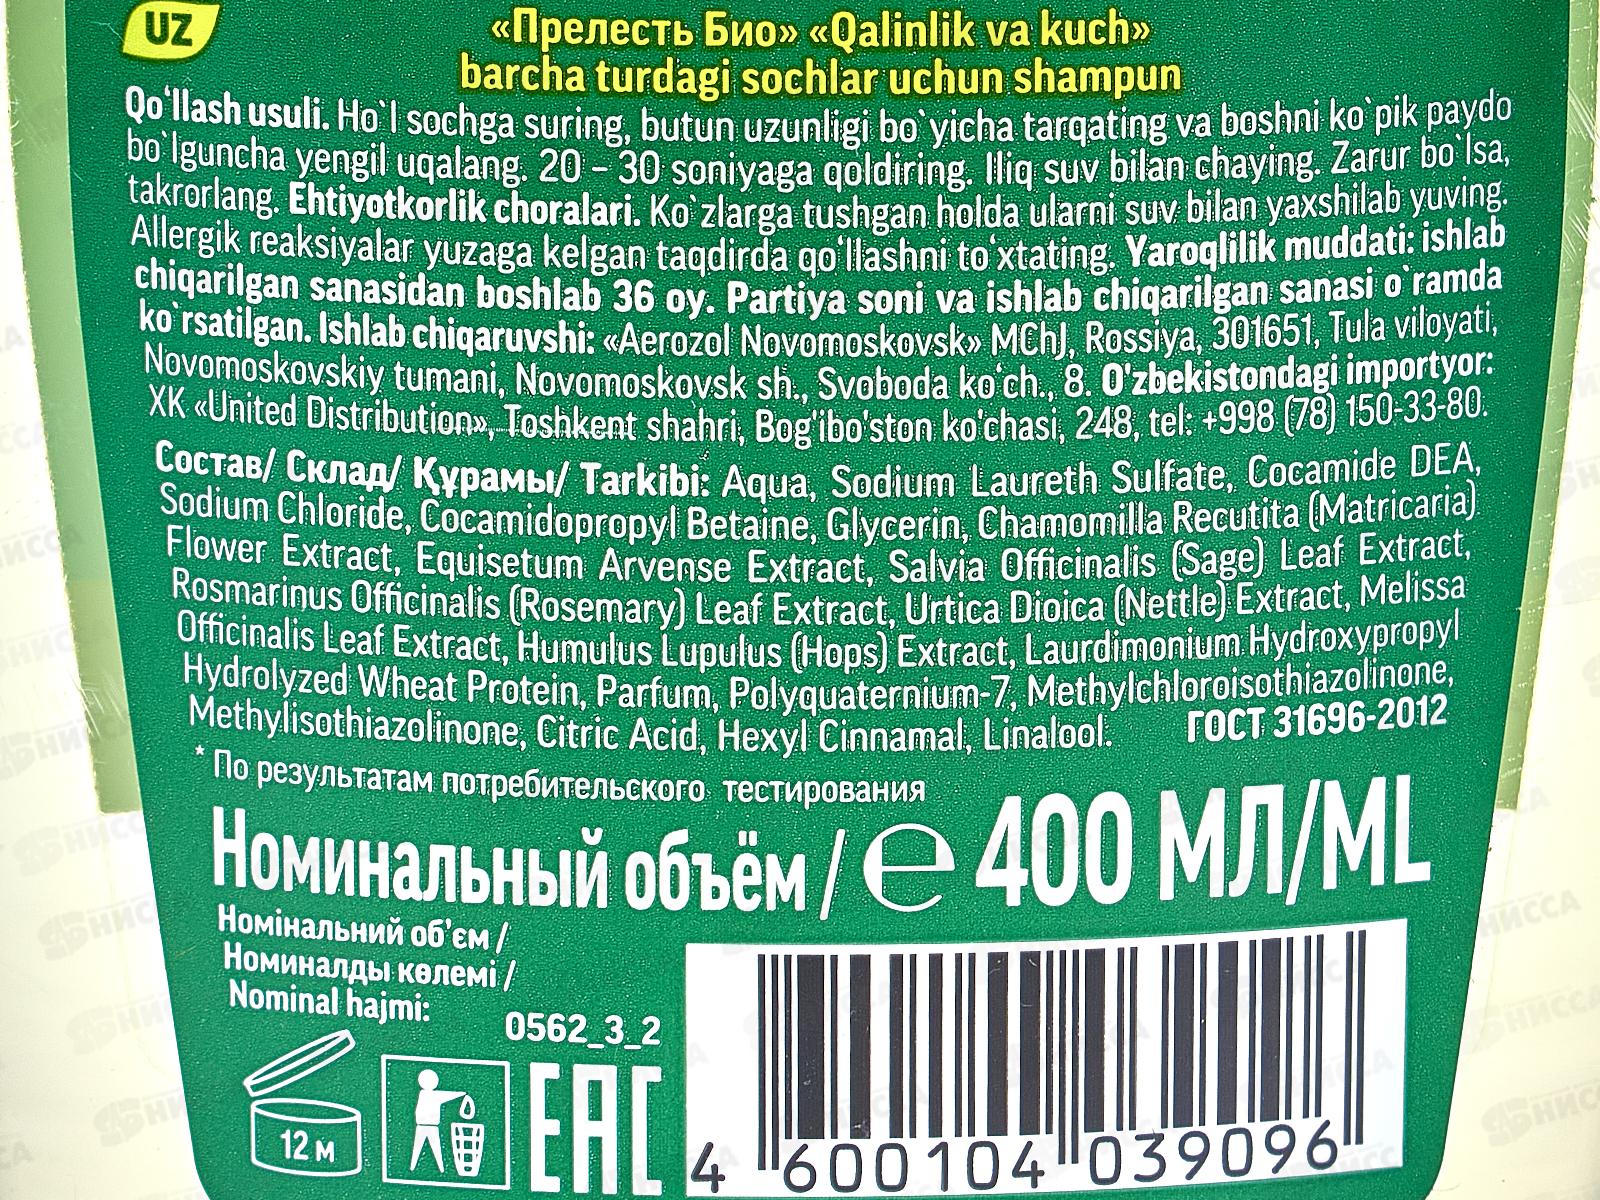 UZ
«Прелесть Био» «Qalinlik va kuch»
barcha turdagi sochlar uchun shampun
Qo‘llash usuli. Ho`l sochga suring, butun uzunligi bo`yicha tarqating va boshni ko`pik paydo
bo`lguncha yengil uqalang. 20 – 30 soniyaga qoldiring. Iliq suv bilan chaying. Zarur bo`lsa,
takrorlang. Ehtiyotkorlik choralari. Ko`zlarga tushgan holda ularni suv bilan yaxshilab yuving.
Allergik reaksiyalar yuzaga kelgan taqdirda qo‘llashni to‘xtating. Yaroqlilik muddati: ishlab
chiqarilgan sanasidan boshlab 36 oy. Partiya soni va ishlab chiqarilgan sanasi o`ramda
ko`rsatilgan. Ishlab chiqaruvshi: «Aerozol Novomoskovsk» MChJ, Rossiya, 301651, Tula viloyati,
Novomoskovskiy tumani, Novomoskovsk sh., Svoboda ko‘ch., 8. O'zbekistondagi importyor:
XK «United Distribution», Toshkent shahri, Bog'ibo'ston ko'chasi, 248, tel: +998 (78) 150-33-80.
Состав/ Склад/ Құрамы/ Tarkibi: Aqua, Sodium Laureth Sulfate, Cocamide DEA,
Sodium Chloride, Cocamidopropyl Betaine, Glycerin, Chamomilla Recutita (Matricaria)
Flower Extract, Equisetum Arvense Extract, Salvia Officinalis (Sage) Leaf Extract,
Rosmarinus Officinalis (Rosemary) Leaf Extract, Urtica Dioica (Nettle) Extract, Melissa
Officinalis Leaf Extract, Humulus Lupulus (Hops) Extract, Laurdimonium Hydroxypropyl
Hydrolyzed Wheat Protein, Parfum, Polyquaternium-7, Methylchloroisothiazolinone,
Methylisothiazolinone, Citric Acid, Hexyl Cinnamal, Linalool. ГОСТ 31696-2012
* По результатам потребительского тестирования
Номинальный объём / ℮ 400 МЛ/ML
Номінальний об'єм /
Номиналды көлемі /
Nominal hajmi:
0562_3_2
12 м
EAC
4 600104 039096